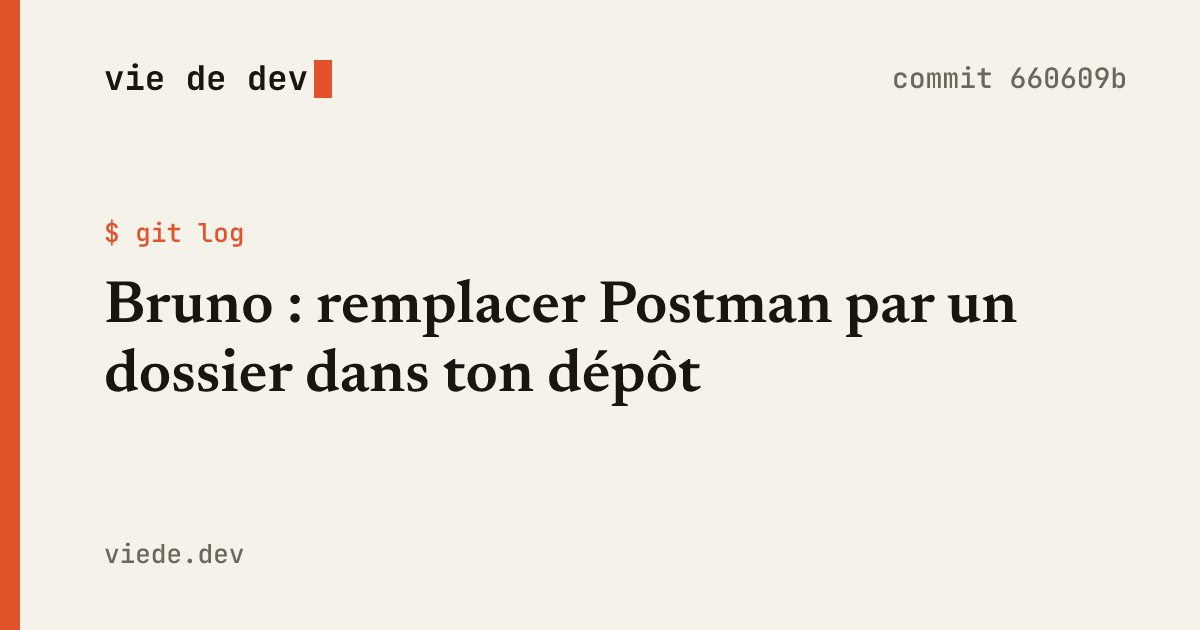 vie de dev
commit 660609b
$ git log
Bruno : remplacer Postman par un
dossier dans ton dépôt
viede.dev